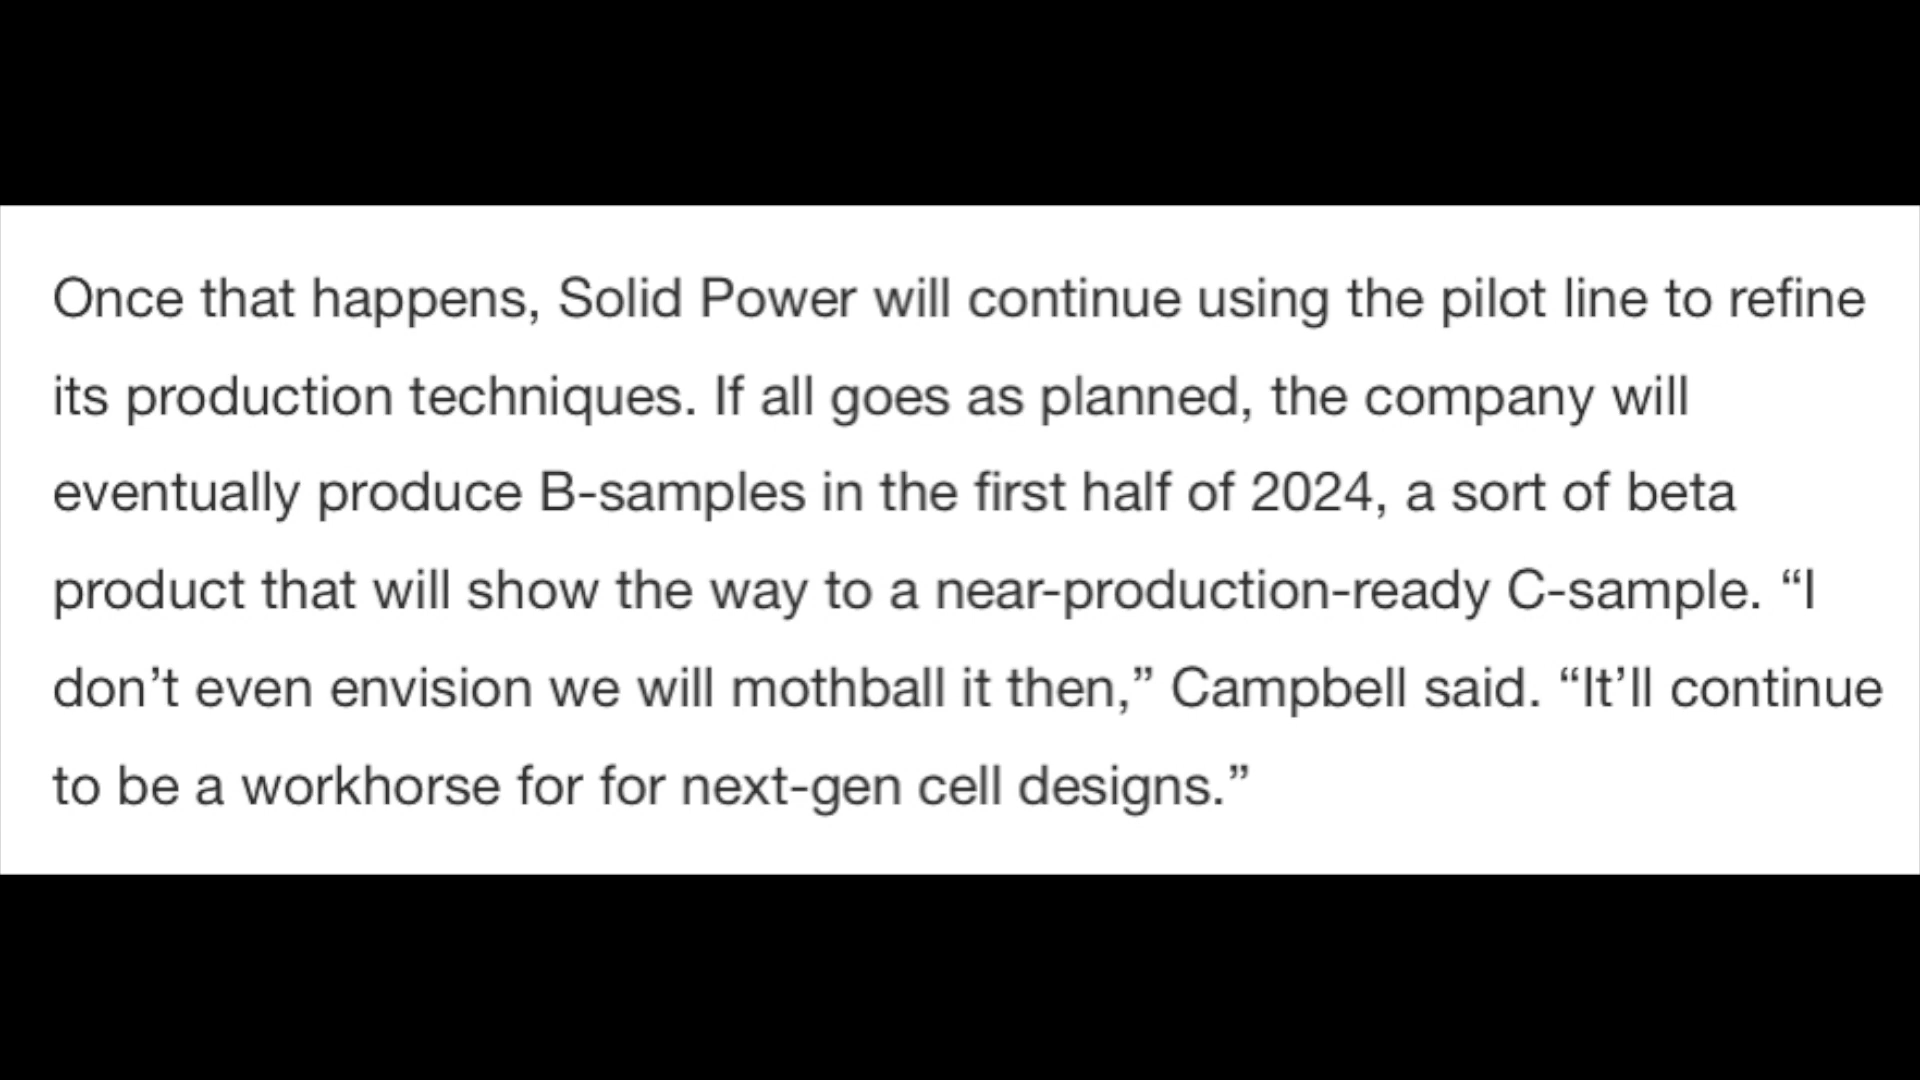 Once that happens, Solid Power will continue using the pilot line to refine
its production techniques. If all goes as planned, the company will
eventually produce B-samples in the first half of 2024, a sort of beta
product that will show the way to a near-production-ready C-sample. “I
don’t even envision we will mothball it then,” Campbell said. “It’ll continue
to be a workhorse for for next-gen cell designs.”